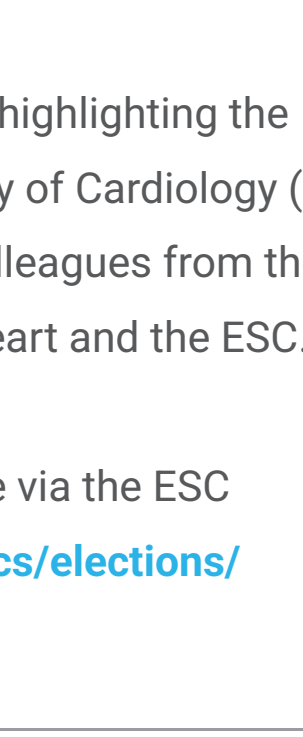 highlighting the
y of Cardiology (
lleagues from th
eart and the ESC.
e via the ESC
cs/elections/